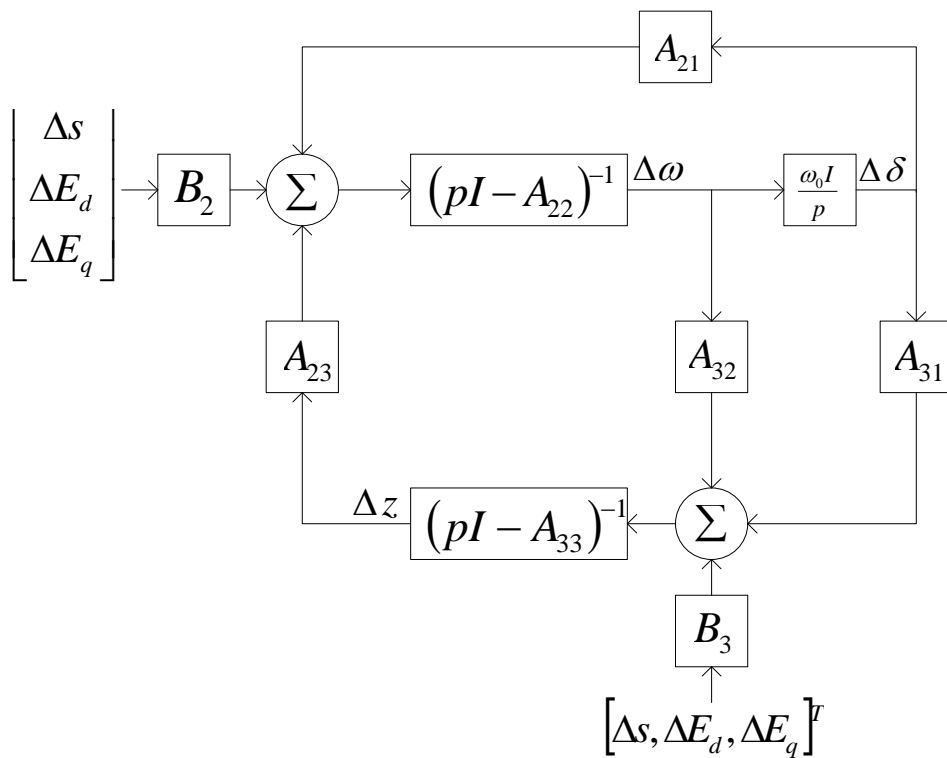 A₂₁
Δs
ΔE_d
ΔE_q
B₂
∑
(pI − A₂₂)⁻¹
Δω
ω₀I
p
Δδ
A₂₃
A₃₂
A₃₁
Δz
(pI − A₃₃)⁻¹
∑
B₃
[Δs, ΔE_d, ΔE_q]ᵀ